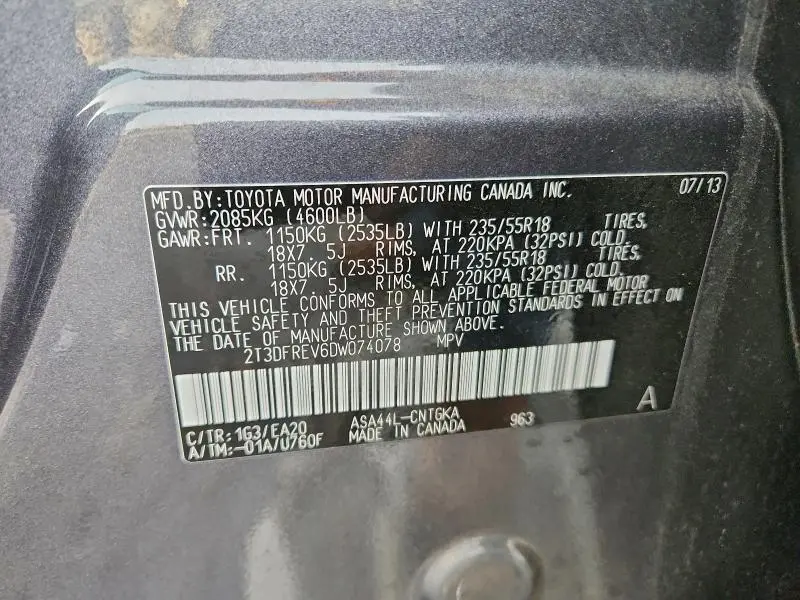 MFD.BY:TOYOTA MOTOR MANUFACTURING CANADA INC. 07/13
GVWR:2085KG (4600LB)
GAWR:FRT. 1150KG (2535LB) WITH 235/55R18 TIRES,
18X7. 5J RIMS, AT 220KPA (32PSI) COLD.
RR. 1150KG (2535LB) WITH 235/55R18 TIRES,
18X7. 5J RIMS, AT 220KPA (32PSI) COLD.
THIS VEHICLE CONFORMS TO ALL APPLICABLE FEDERAL MOTOR
VEHICLE SAFETY AND THEFT PREVENTION STANDARDS IN EFFECT ON
THE DATE OF MANUFACTURE SHOWN ABOVE.
2T3DFREV6DW074078 MPV
A
C/TR:1G3/EA20 ASA44L-CNTGKA 963
A/TM:-01A/U760F MADE IN CANADA